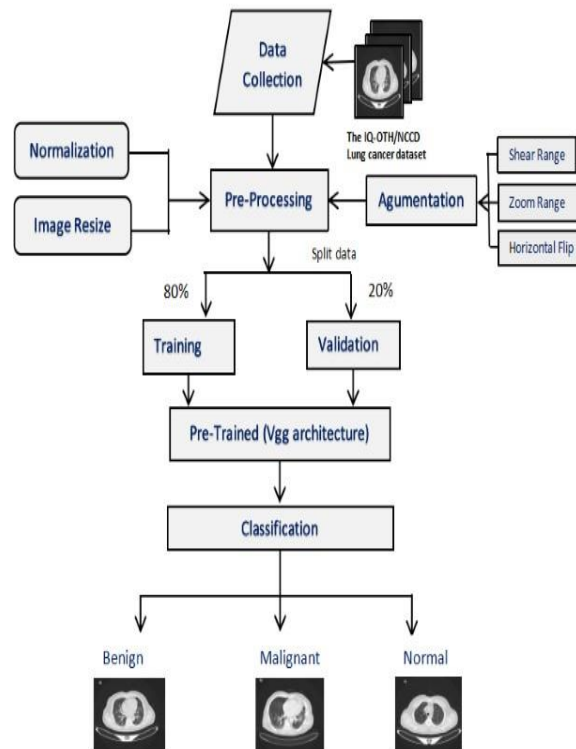 Data
Collection
The IQ-OTH/NCCD
Lung cancer dataset
Normalization
Image Resize
Pre-Processing
Agumentation
Shear Range
Zoom Range
Horizontal Flip
Split data
80%
20%
Training
Validation
Pre-Trained (Vgg architecture)
Classification
Benign
Malignant
Normal